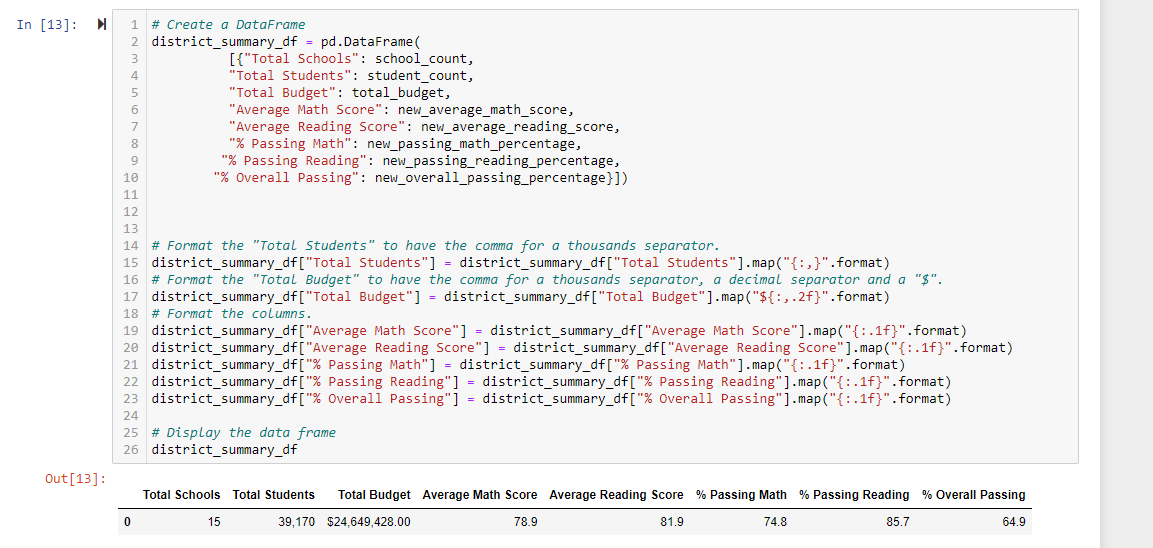 In [13]:
1 # Create a DataFrame
2 district_summary_df = pd.DataFrame(
3 [{"Total Schools": school_count,
4 "Total Students": student_count,
5 "Total Budget": total_budget,
6 "Average Math Score": new_average_math_score,
7 "Average Reading Score": new_average_reading_score,
8 "% Passing Math": new_passing_math_percentage,
9 "% Passing Reading": new_passing_reading_percentage,
10 "% Overall Passing": new_overall_passing_percentage}])
11
12
13
14 # Format the "Total Students" to have the comma for a thousands separator.
15 district_summary_df["Total Students"] = district_summary_df["Total Students"].map("{:,}".format)
16 # Format the "Total Budget" to have the comma for a thousands separator, a decimal separator and a "$".
17 district_summary_df["Total Budget"] = district_summary_df["Total Budget"].map("${:,.2f}".format)
18 # Format the columns.
19 district_summary_df["Average Math Score"] = district_summary_df["Average Math Score"].map("{:.1f}".format)
20 district_summary_df["Average Reading Score"] = district_summary_df["Average Reading Score"].map("{:.1f}".format)
21 district_summary_df["% Passing Math"] = district_summary_df["% Passing Math"].map("{:.1f}".format)
22 district_summary_df["% Passing Reading"] = district_summary_df["% Passing Reading"].map("{:.1f}".format)
23 district_summary_df["% Overall Passing"] = district_summary_df["% Overall Passing"].map("{:.1f}".format)
24
25 # Display the data frame
26 district_summary_df
Out[13]:
Total Schools Total Students Total Budget Average Math Score Average Reading Score % Passing Math % Passing Reading % Overall Passing
0 15 39,170 $24,649,428.00 78.9 81.9 74.8 85.7 64.9